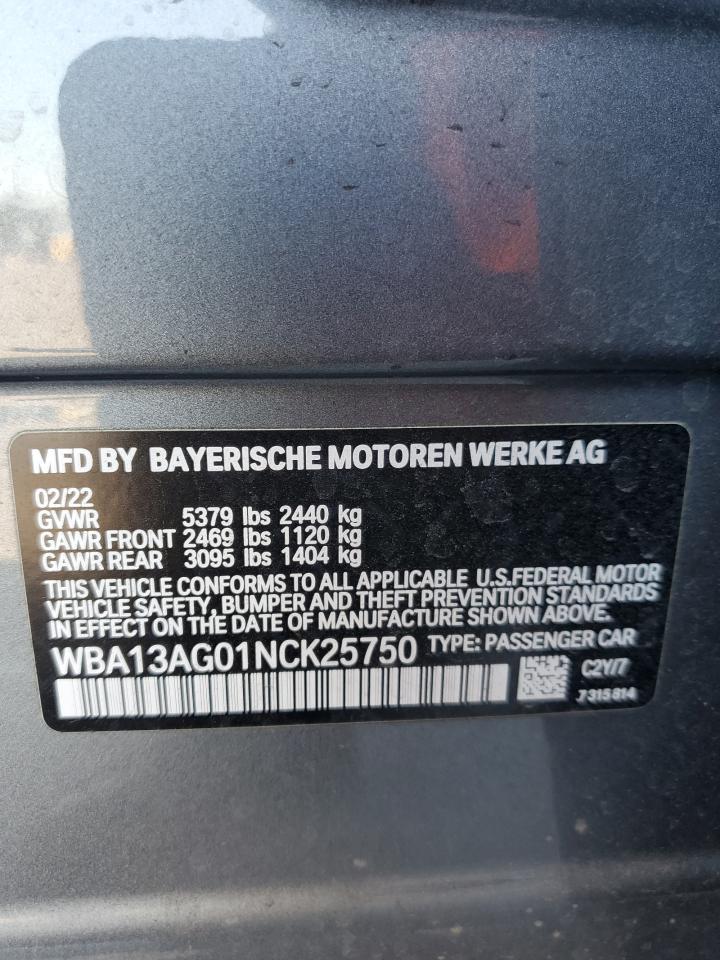 MFD BY BAYERISCHE MOTOREN WERKE AG
02/22
GVWR 5379 lbs 2440 kg
GAWR FRONT 2469 lbs 1120 kg
GAWR REAR 3095 lbs 1404 kg
THIS VEHICLE CONFORMS TO ALL APPLICABLE U.S.FEDERAL MOTOR
VEHICLE SAFETY, BUMPER AND THEFT PREVENTION STANDARDS
IN EFFECT ON THE DATE OF MANUFACTURE SHOWN ABOVE.
WBA13AG01NCK25750 TYPE: PASSENGER CAR
C2Y/7
7315814